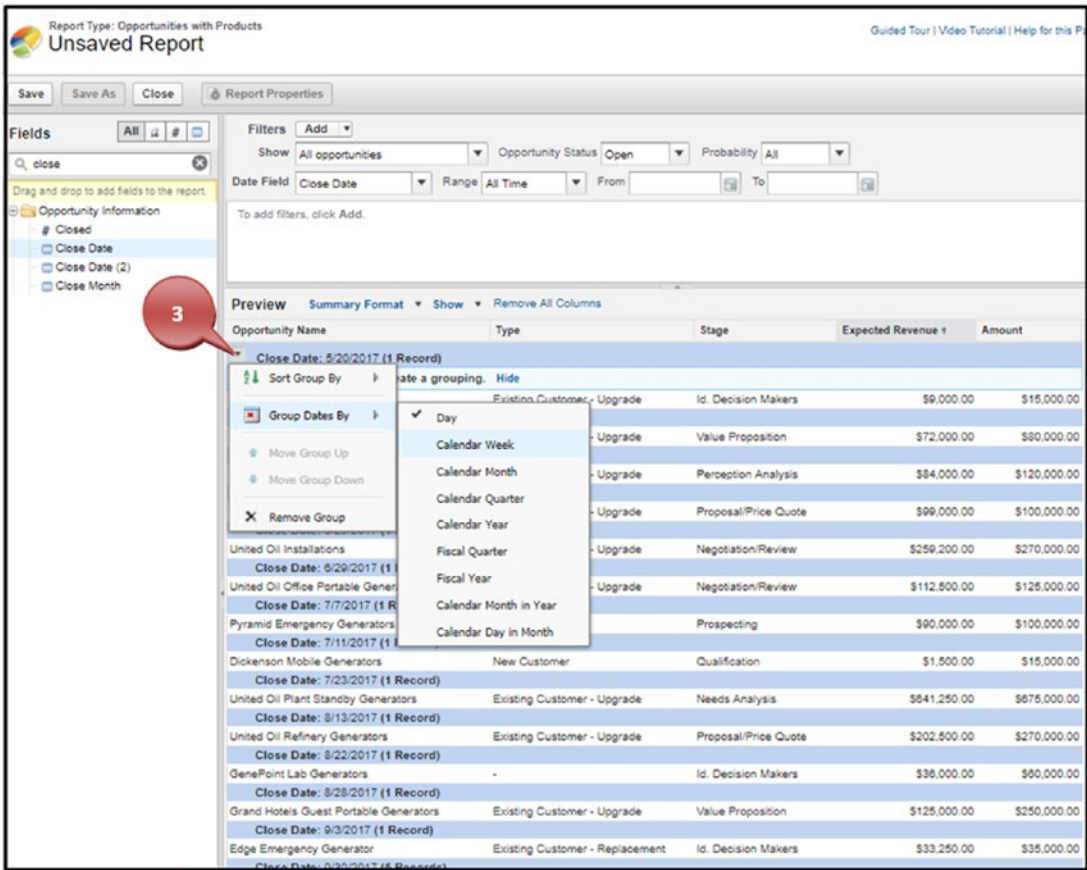 Report Type: Opportunities with Products
Unsaved Report
Guided Tour | Video Tutorial | Help for this
Save Save As Close Report Properties
Fields All #
close
Drag and drop to add fields to the report.
Opportunity Information
# Closed
Close Date
Close Date (2)
Close Month
Filters Add
Show All opportunities Opportunity Status Open Probability All
Date Field Close Date Range All Time From To
To add filters, click Add.
3
Preview Summary Format Show Remove All Columns
Opportunity Name Type Stage Expected Revenue ↑ Amount
Close Date: 5/20/2017 (1 Record)
Sort Group By
eate a grouping. Hide
Group Dates By
Move Group Up
Move Group Down
Remove Group
Day
Calendar Week
Calendar Month
Calendar Quarter
Calendar Year
Fiscal Quarter
Fiscal Year
Calendar Month in Year
Calendar Day in Month
Existing Customer - Upgrade Id. Decision Makers $9,000.00 $15,000.00
- Upgrade Value Proposition $72,000.00 $80,000.00
- Upgrade Perception Analysis $84,000.00 $120,000.00
- Upgrade Proposal/Price Quote $99,000.00 $100,000.00
United Oil Installations - Upgrade Negotiation/Review $259,200.00 $270,000.00
Close Date: 6/29/2017 (1
United Oil Office Portable Gener - Upgrade Negotiation/Review $112,500.00 $125,000.00
Close Date: 7/7/2017 (1 R
Pyramid Emergency Generators Prospecting $90,000.00 $100,000.00
Close Date: 7/11/2017 (1
Dickenson Mobile Generators New Customer Qualification $1,500.00 $15,000.00
Close Date: 7/23/2017 (1 Record)
United Oil Plant Standby Generators Existing Customer - Upgrade Needs Analysis $641,250.00 $675,000.00
Close Date: 8/13/2017 (1 Record)
United Oil Refinery Generators Existing Customer - Upgrade Proposal/Price Quote $202,500.00 $270,000.00
Close Date: 8/22/2017 (1 Record)
GenePoint Lab Generators - Id. Decision Makers $36,000.00 $60,000.00
Close Date: 8/28/2017 (1 Record)
Grand Hotels Guest Portable Generators Existing Customer - Upgrade Value Proposition $125,000.00 $250,000.00
Close Date: 9/3/2017 (1 Record)
Edge Emergency Generator Existing Customer - Replacement Id. Decision Makers $33,250.00 $35,000.00
Close Date: 9/30/2017 (5 Records)